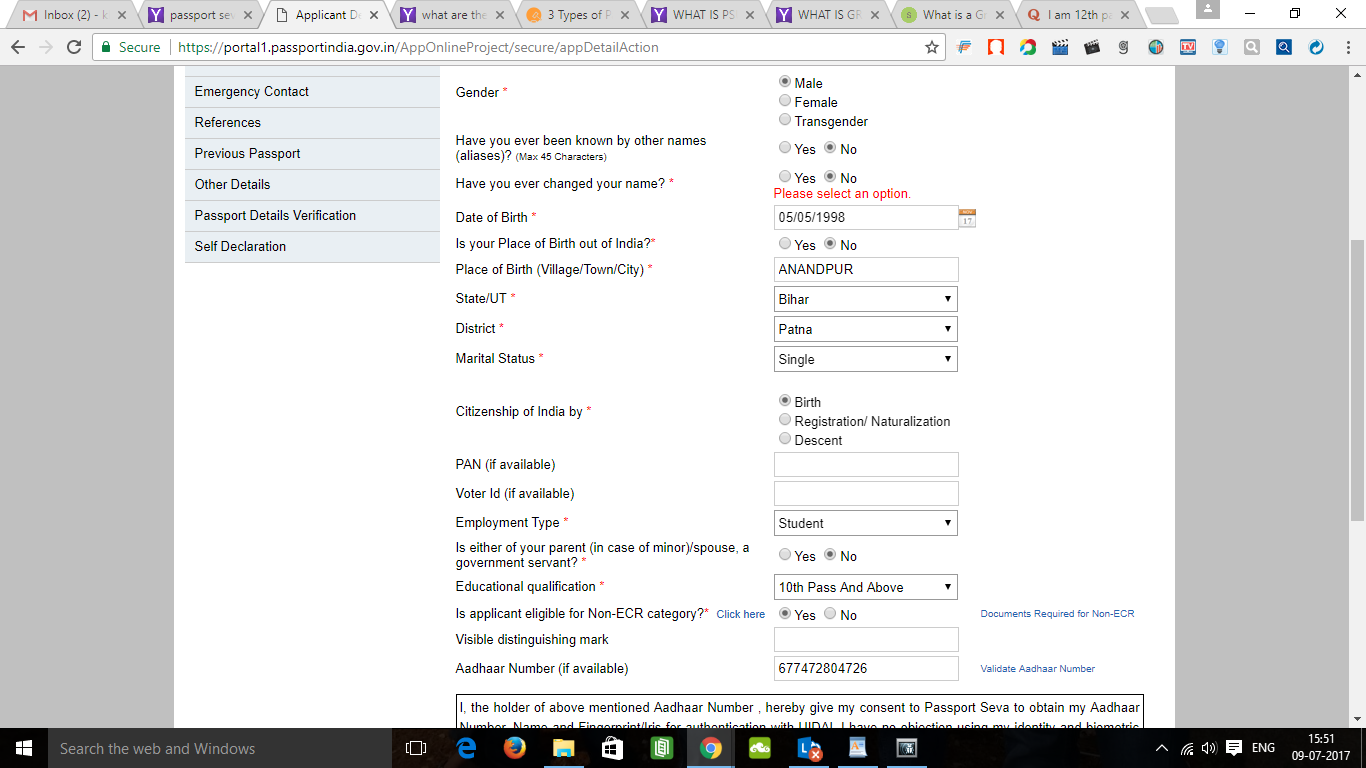 Inbox (2) - k
passport sev
Applicant De
what are the
3 Types of P
WHAT IS PS
WHAT IS GR
What is a Gr
I am 12th pa
Secure
https://portal1.passportindia.gov.in/AppOnlineProject/secure/appDetailAction
Emergency Contact
References
Previous Passport
Other Details
Passport Details Verification
Self Declaration
Gender *
Male
Female
Transgender
Have you ever been known by other names
(aliases)? (Max 45 Characters)
Yes No
Have you ever changed your name? *
Yes No
Please select an option.
Date of Birth * 05/05/1998
17
Is your Place of Birth out of India?* Yes No
Place of Birth (Village/Town/City) * ANANDPUR
State/UT * Bihar
District * Patna
Marital Status * Single
Citizenship of India by *
Birth
Registration/ Naturalization
Descent
PAN (if available)
Voter Id (if available)
Employment Type * Student
Is either of your parent (in case of minor)/spouse, a
government servant? *
Yes No
Educational qualification * 10th Pass And Above
Is applicant eligible for Non-ECR category?* Click here Yes No Documents Required for Non-ECR
Visible distinguishing mark
Aadhaar Number (if available) 677472804726 Validate Aadhaar Number
I, the holder of above mentioned Aadhaar Number , hereby give my consent to Passport Seva to obtain my Aadhaar
Number, Name and Fingerprint/Iris for authentication with UIDAI. I have no objection using my identity and biometric
Search the web and Windows
ENG
15:51
09-07-2017